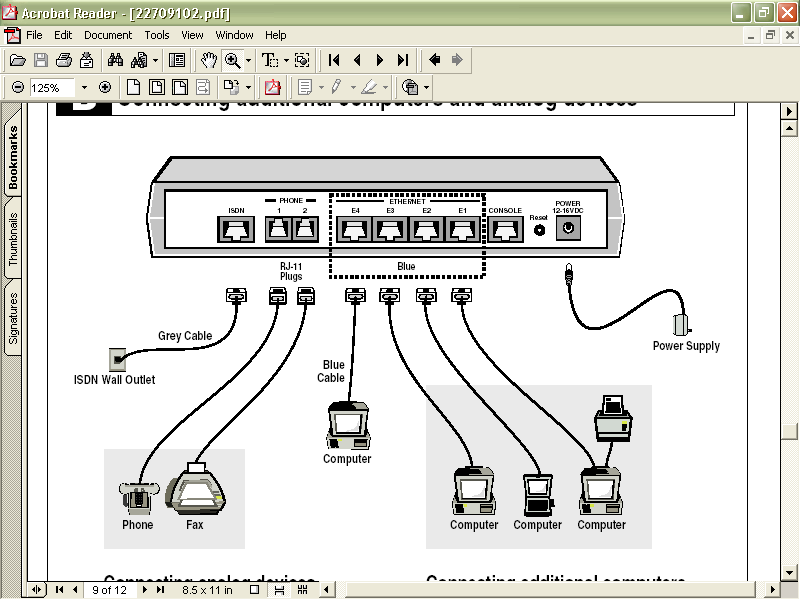 Acrobat Reader - [22709102.pdf]
File Edit Document Tools View Window Help
125%
Connecting additional computers and analog devices
Bookmarks
Thumbnails
Signatures
PHONE
ETHERNET
POWER
12-16VDC
ISDN 1 2 E4 E3 E2 E1 CONSOLE Reset
RJ-11
Plugs
Blue
Grey Cable
ISDN Wall Outlet
Blue
Cable
Power Supply
Computer
Phone Fax
Computer Computer Computer
Connecting analog devices
Connecting additional computers
9 of 12 8.5 x 11 in